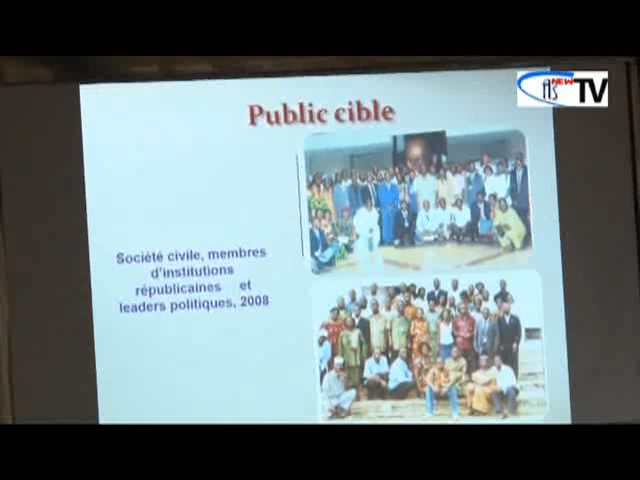 NEW
TV
Public cible
Société civile, membres
d'institutions
républicaines et
leaders politiques, 2008